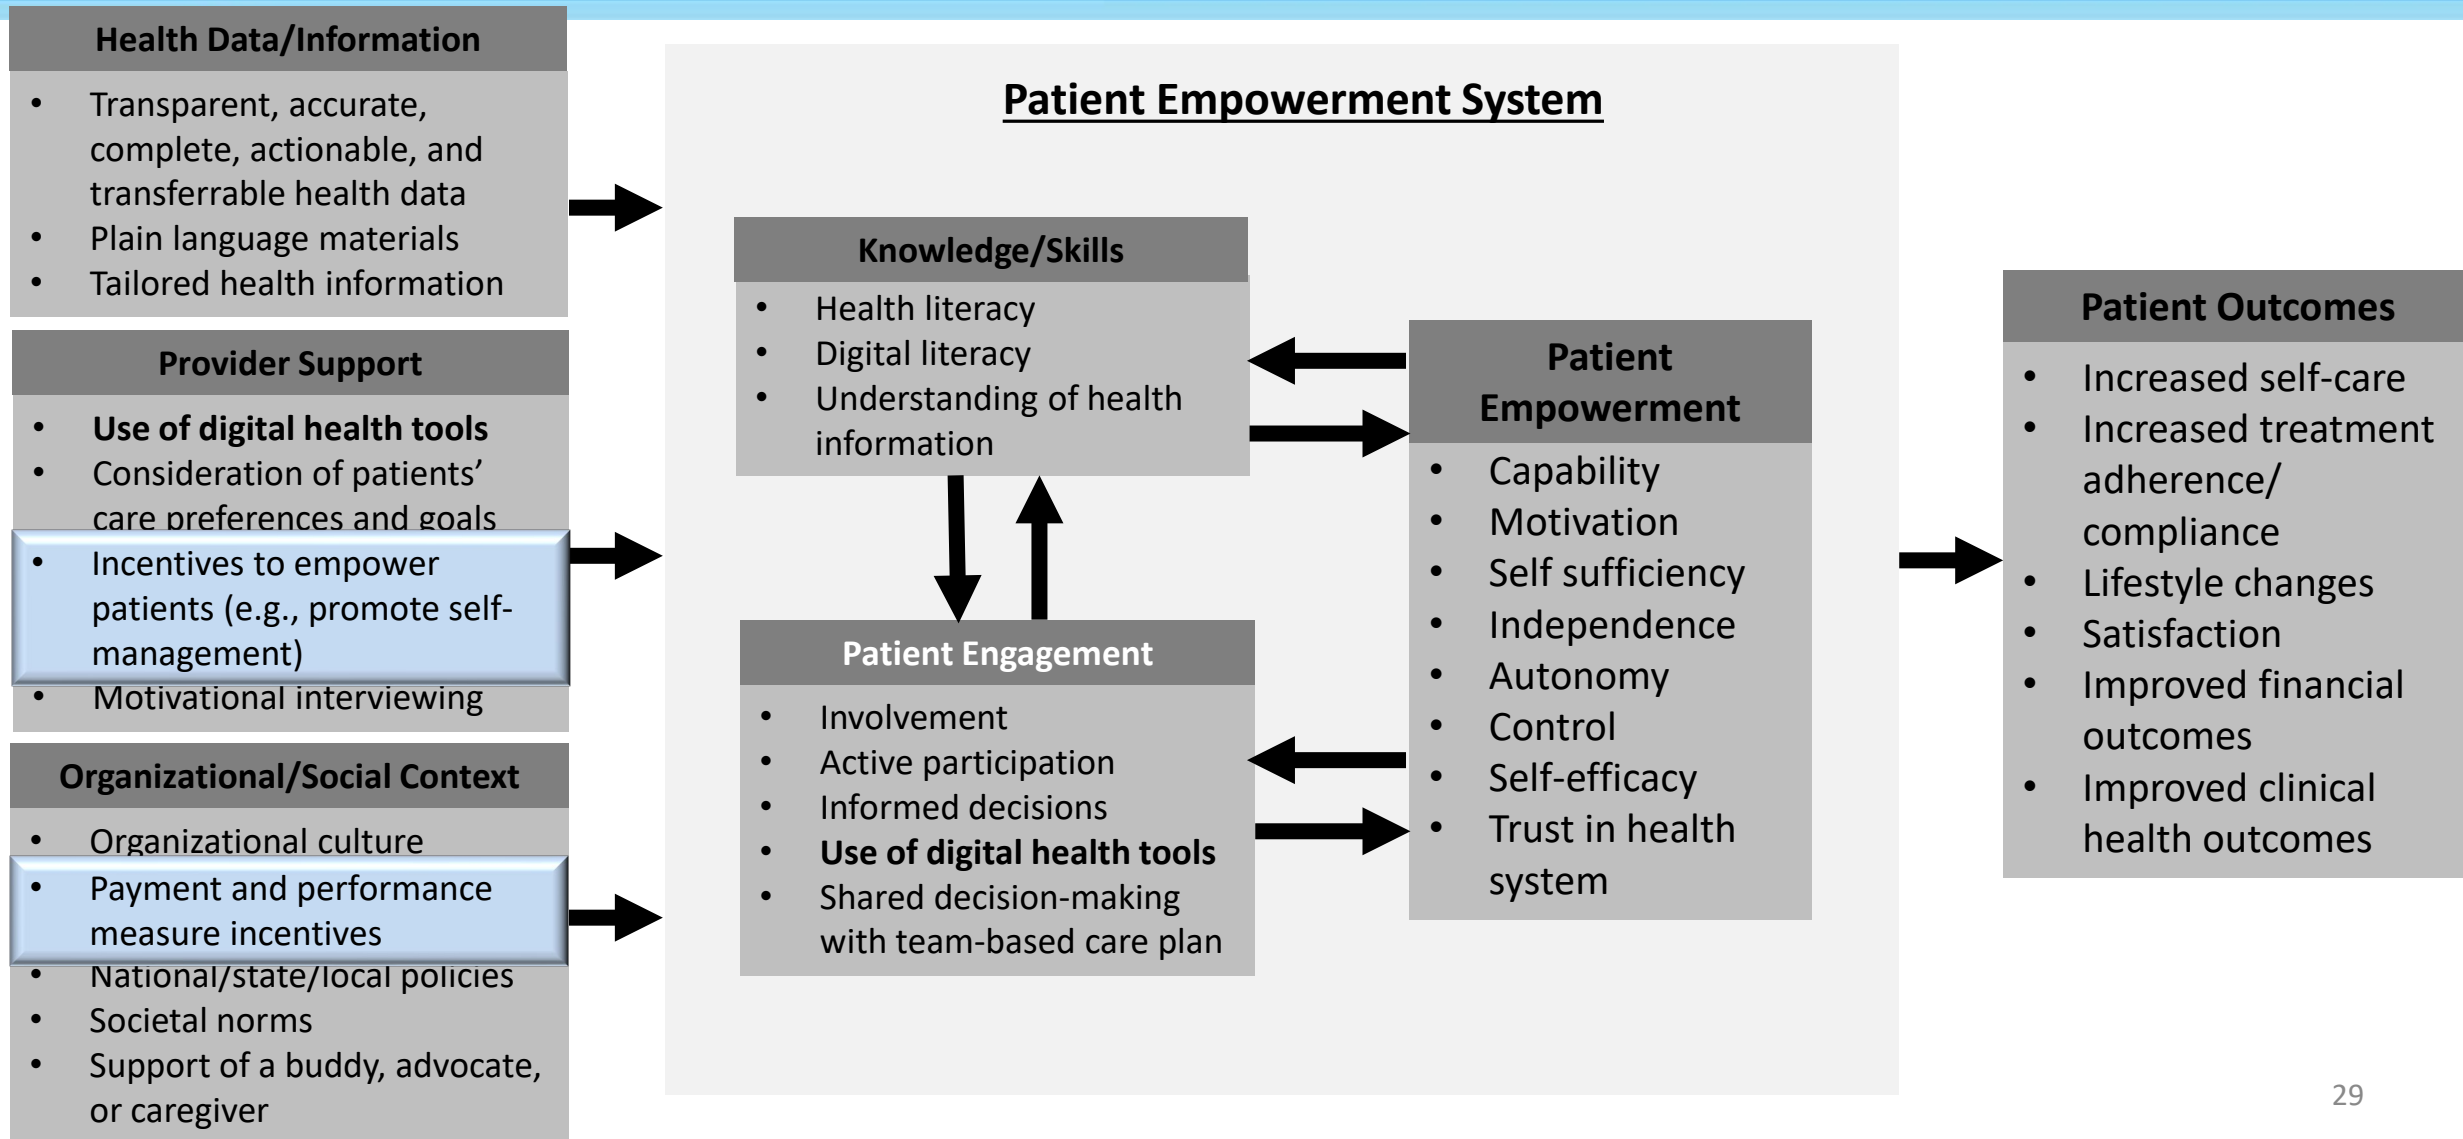 Health Data/Information
• Transparent, accurate,
complete, actionable, and
transferrable health data
• Plain language materials
• Tailored health information
Provider Support
• Use of digital health tools
• Consideration of patients’
care preferences and goals
• Incentives to empower
patients (e.g., promote self-
management)
• Motivational interviewing
Organizational/Social Context
• Organizational culture
• Payment and performance
measure incentives
• National/state/local policies
• Societal norms
• Support of a buddy, advocate,
or caregiver
Patient Empowerment System
Knowledge/Skills
• Health literacy
• Digital literacy
• Understanding of health
information
Patient Engagement
• Involvement
• Active participation
• Informed decisions
• Use of digital health tools
• Shared decision-making
with team-based care plan
Patient
Empowerment
• Capability
• Motivation
• Self sufficiency
• Independence
• Autonomy
• Control
• Self-efficacy
• Trust in health
system
Patient Outcomes
• Increased self-care
• Increased treatment
adherence/
compliance
• Lifestyle changes
• Satisfaction
• Improved financial
outcomes
• Improved clinical
health outcomes
29